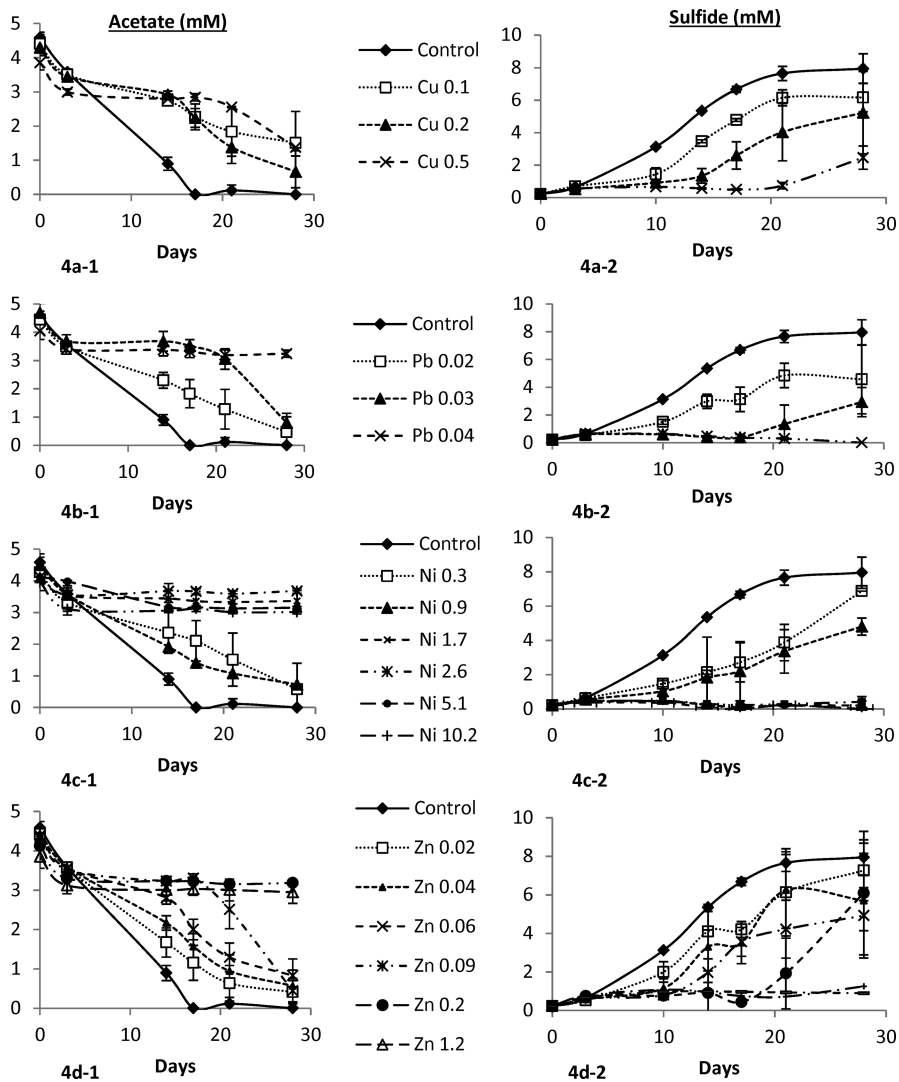 Acetate (mM)
Sulfide (mM)
5
4
3
2
1
0
0 10 20 30
Days
4a-1
Control
Cu 0.1
Cu 0.2
Cu 0.5
10
8
6
4
2
0
0 10 20 30
Days
4a-2
5
4
3
2
1
0
0 10 20 30
Days
4b-1
Control
Pb 0.02
Pb 0.03
Pb 0.04
10
8
6
4
2
0
0 10 20 30
Days
4b-2
5
4
3
2
1
0
0 10 20 30
Days
4c-1
Control
Ni 0.3
Ni 0.9
Ni 1.7
Ni 2.6
Ni 5.1
Ni 10.2
10
8
6
4
2
0
0 10 20 30
Days
4c-2
5
4
3
2
1
0
0 10 20 30
Days
4d-1
Control
Zn 0.02
Zn 0.04
Zn 0.06
Zn 0.09
Zn 0.2
Zn 1.2
10
8
6
4
2
0
0 10 20 30
Days
4d-2